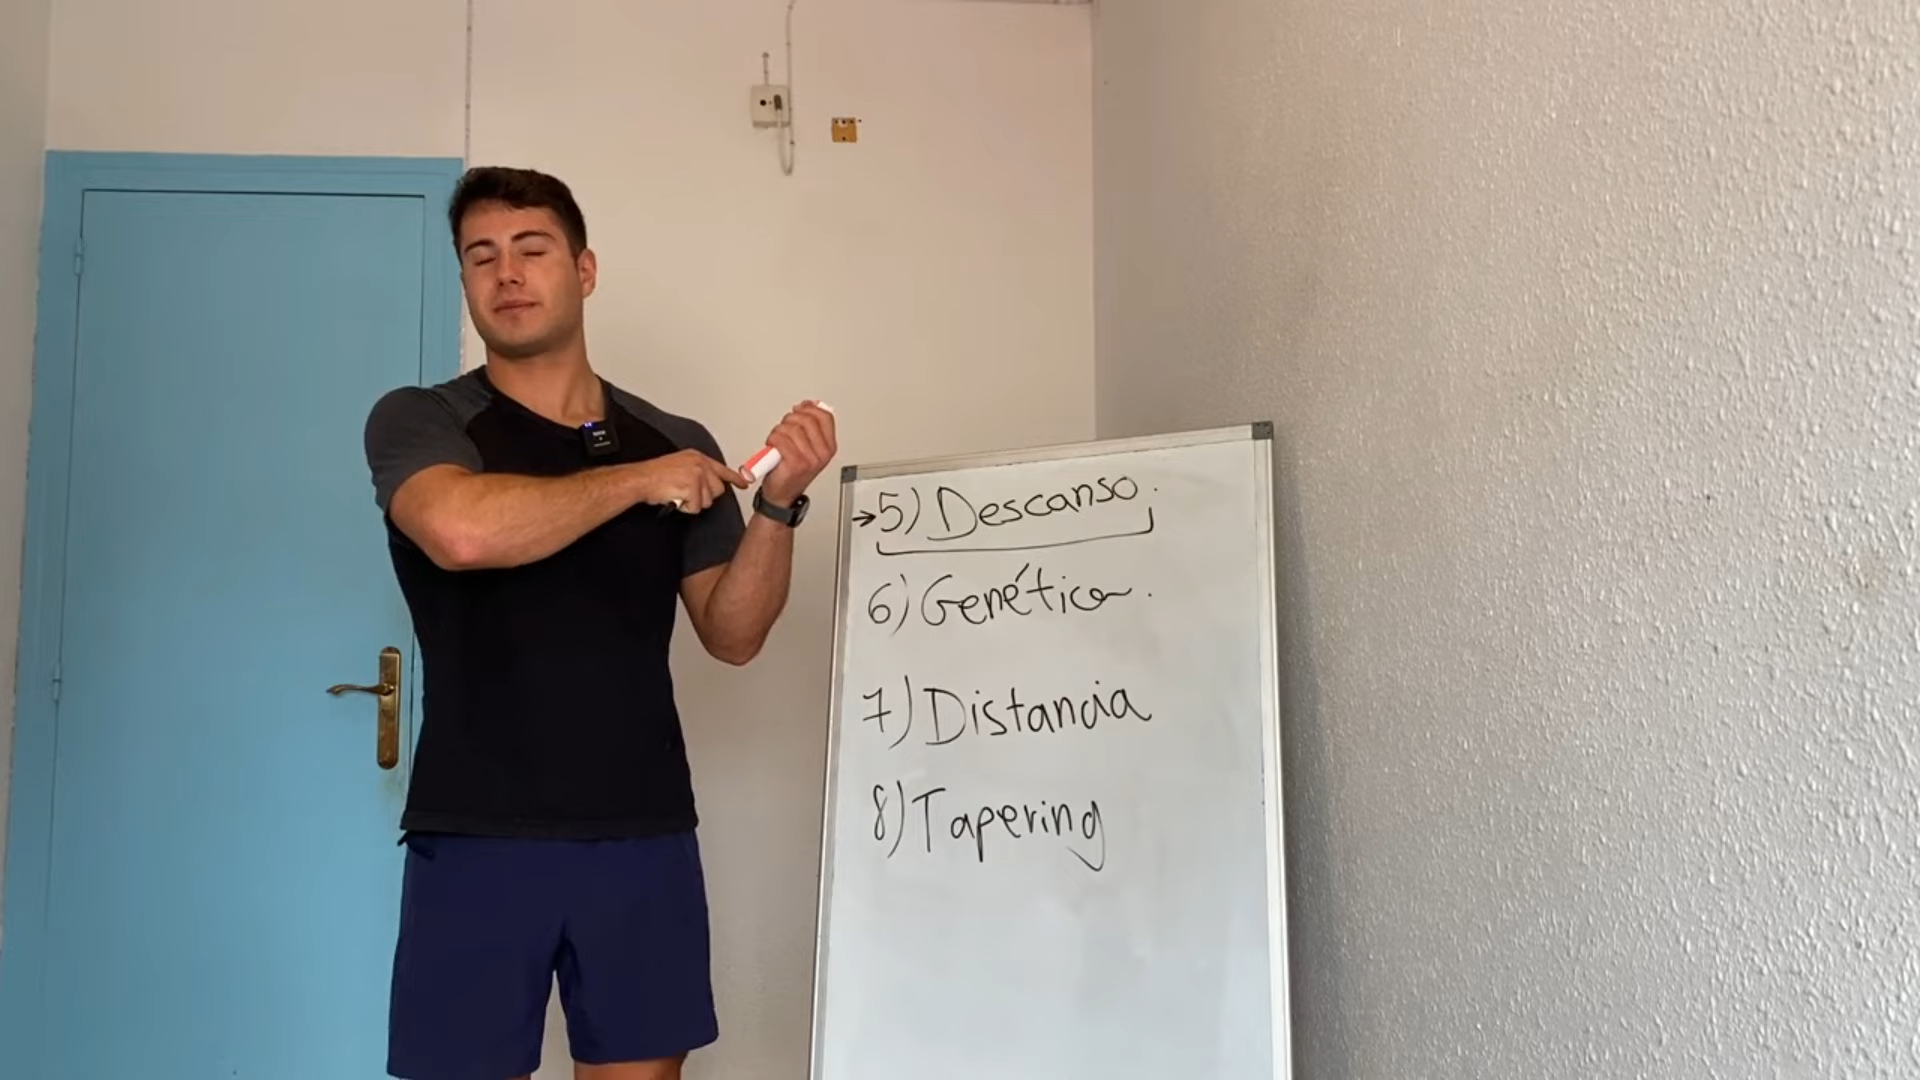 →5) Descanso.
6) Genética.
7) Distancia
8) Tapering